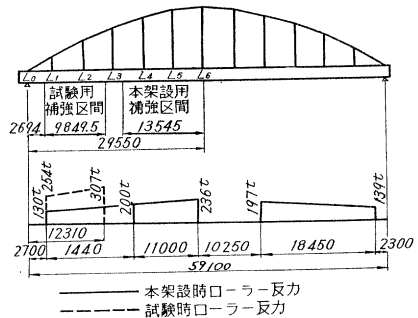 L₀ L₁ L₂ L₃ L₄ L₅ L₆
試験用
補強区間
本架設用
補強区間
2694 9849.5 13545
29550
130t 254t 307t 200t 236t 197t 139t
12310
2700 1440 11000 10250 18450 2300
59100
本架設時ローラー反力
試験時ローラー反力